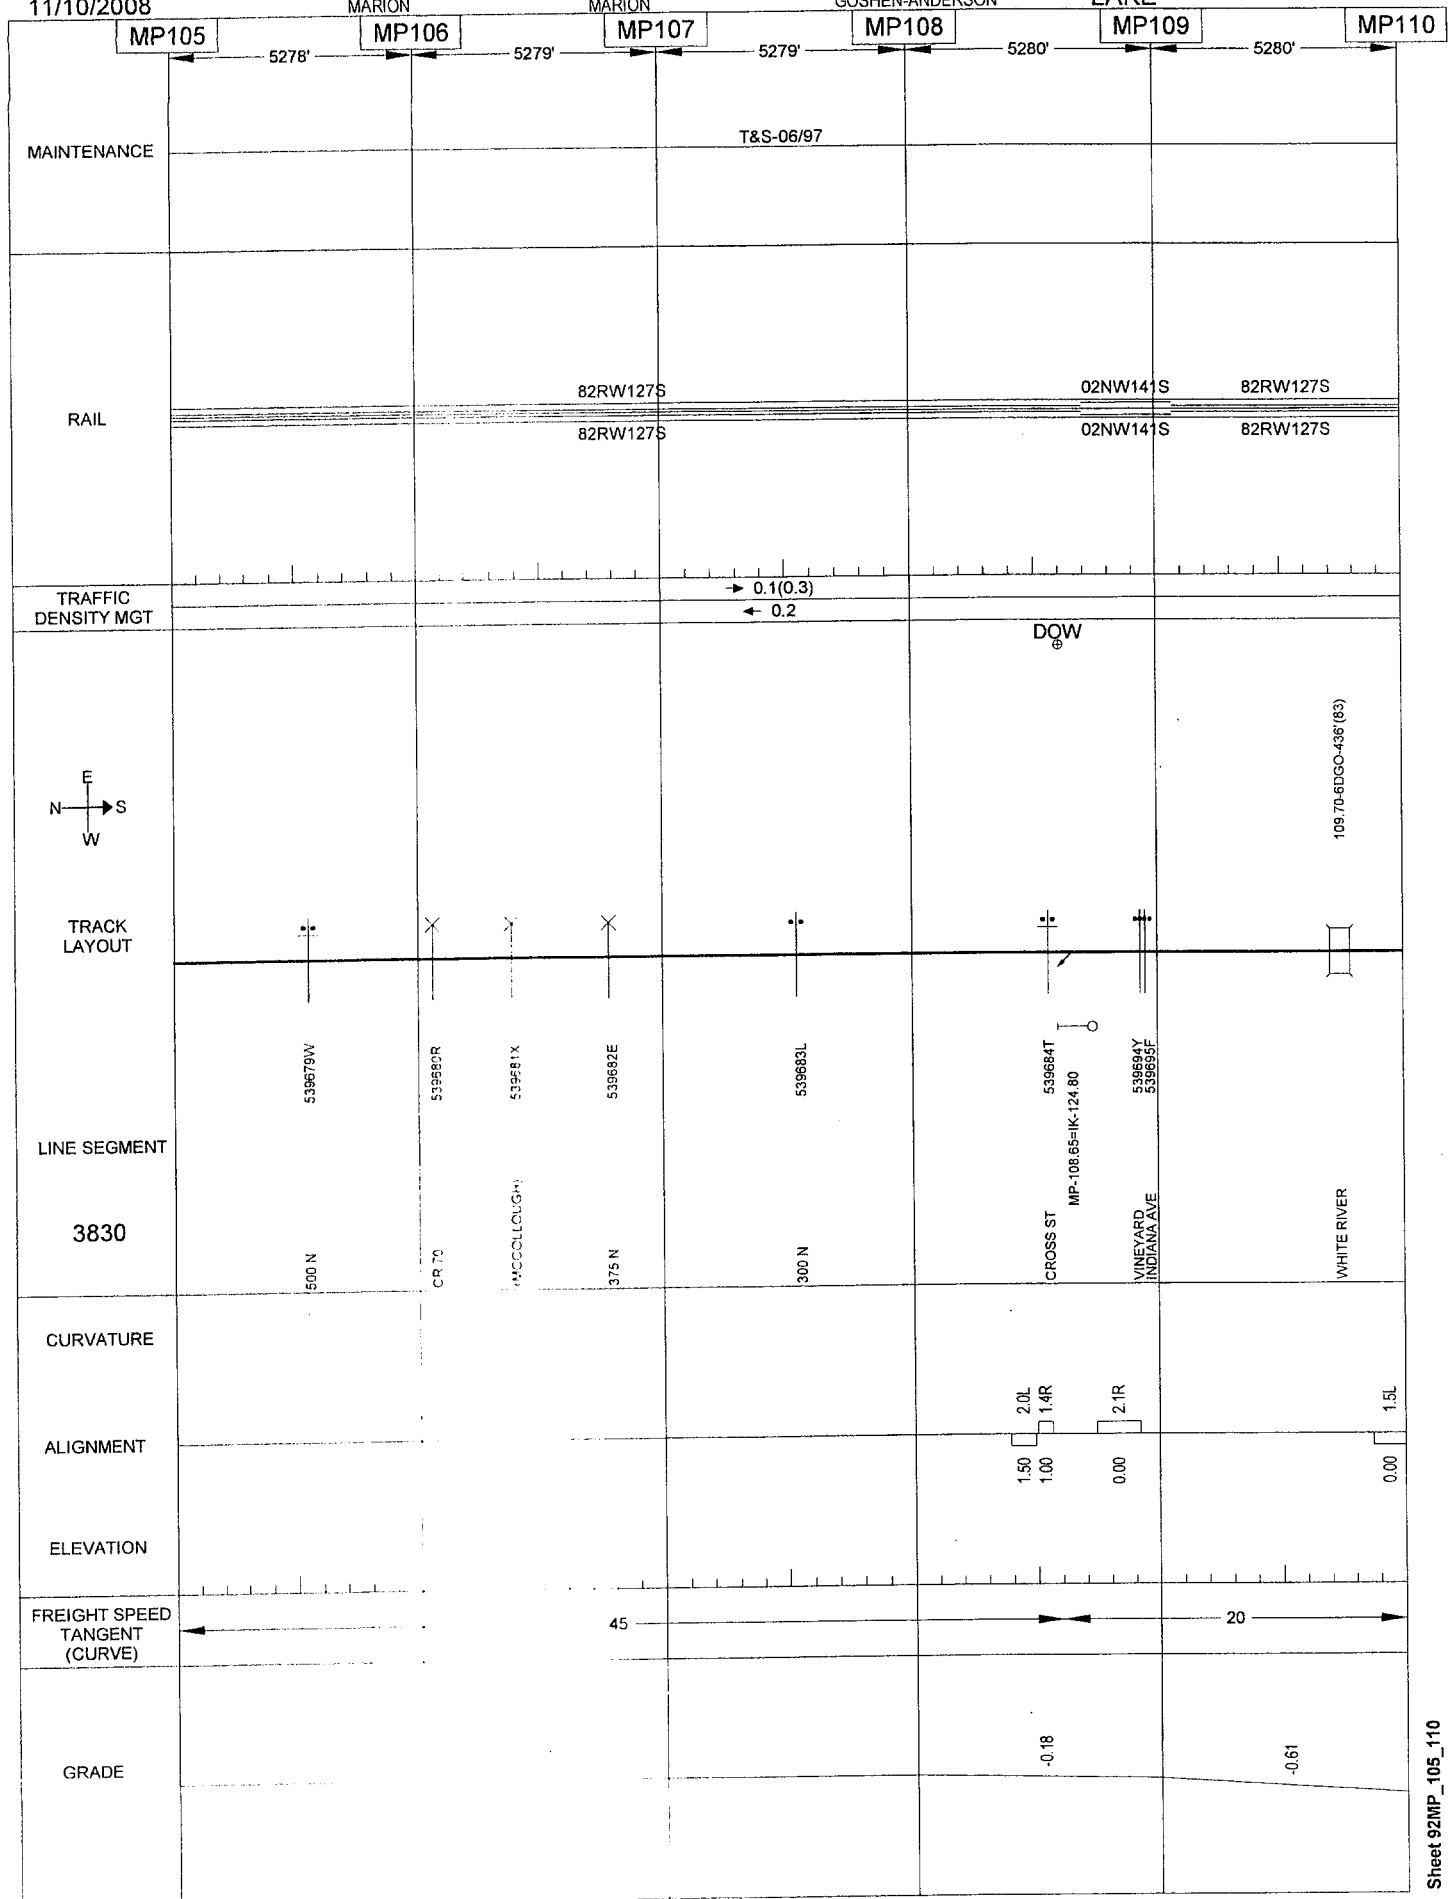 11/10/2008 MARION MARION GOSHEN-ANDERSON LAKE
MP105 MP106 MP107 MP108 MP109 MP110
5278' 5279' 5279' 5280' 5280'
MAINTENANCE
T&S-06/97
RAIL
82RW127S 02NW141S 82RW127S
82RW127S 02NW141S 82RW127S
TRAFFIC
DENSITY MGT
0.1(0.3)
0.2
DOW
109.70-6DGO-436'(83)
E
N S
W
TRACK
LAYOUT
539679W
539680R
539681X
539682E
539683L
539684T
MP-108.65=IK-124.80
539694Y
539695F
LINE SEGMENT
3830
500 N
CR 70
(MCCOLLOUGH)
375 N
300 N
CROSS ST
VINEYARD
INDIANA AVE
WHITE RIVER
CURVATURE
2.0L 1.4R 2.1R 1.5L
ALIGNMENT
1.50 1.00 0.00 0.00
ELEVATION
FREIGHT SPEED
TANGENT
(CURVE)
45 20
GRADE
-0.18 -0.61
Sheet 92MP_105_110